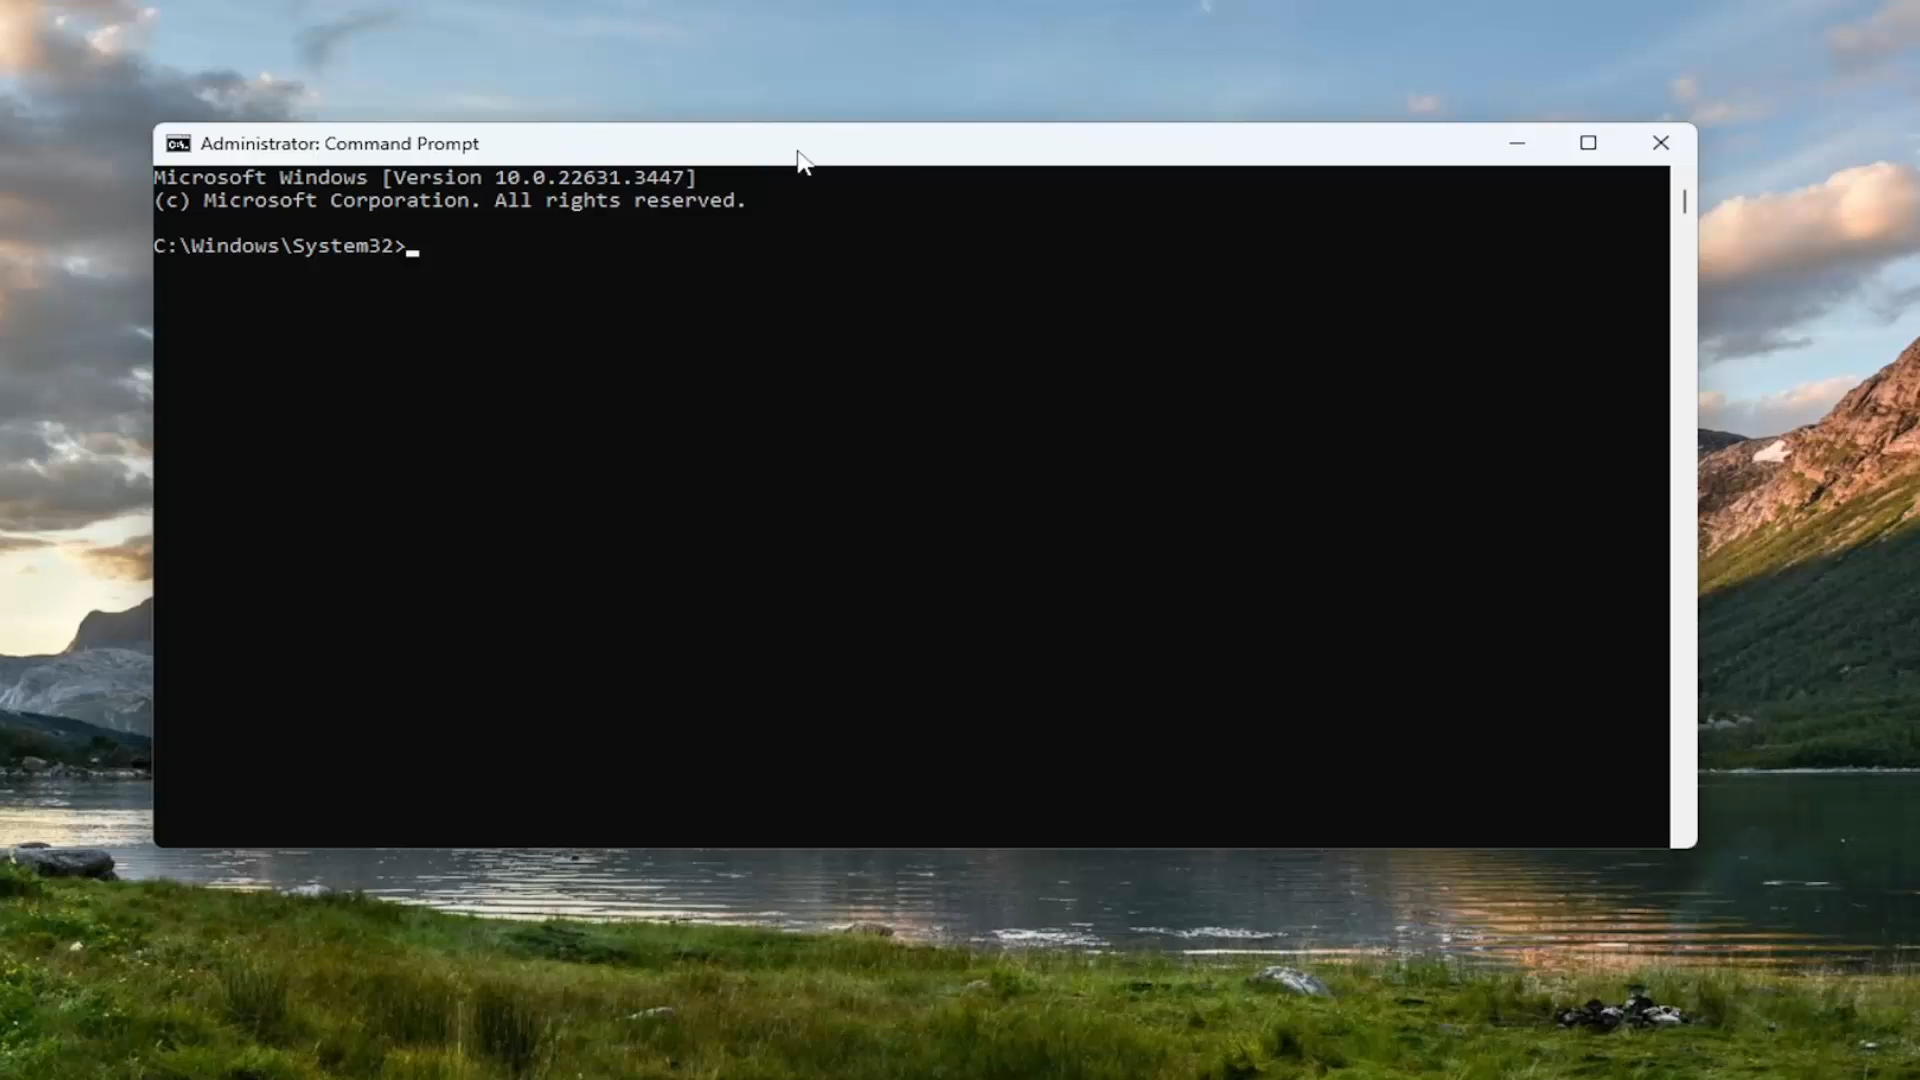 Administrator: Command Prompt
Microsoft Windows [Version 10.0.22631.3447]
(c) Microsoft Corporation. All rights reserved.
C:\Windows\System32>